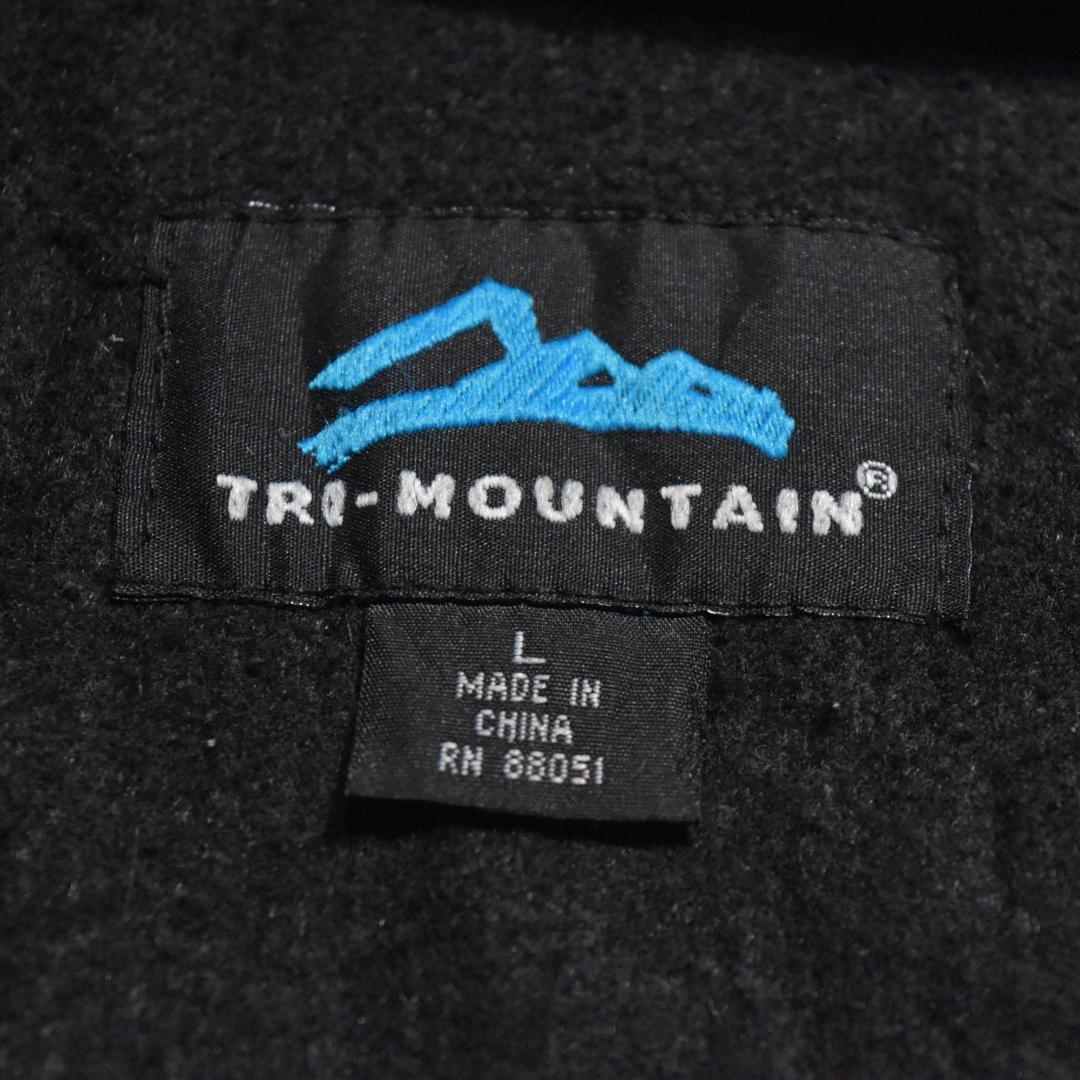 TRI-MOUNTAIN®
L
MADE IN
CHINA
RN 88051